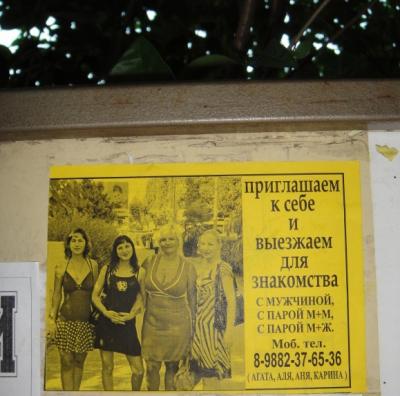 приглашаем
к себе
и
выезжаем
для
знакомства
С МУЖЧИНОЙ,
С ПАРОЙ М+М,
С ПАРОЙ М+Ж.
Моб. тел.
8-9882-37-65-36
( АГАТА, АЛЯ, АНЯ, КАРИНА )
И